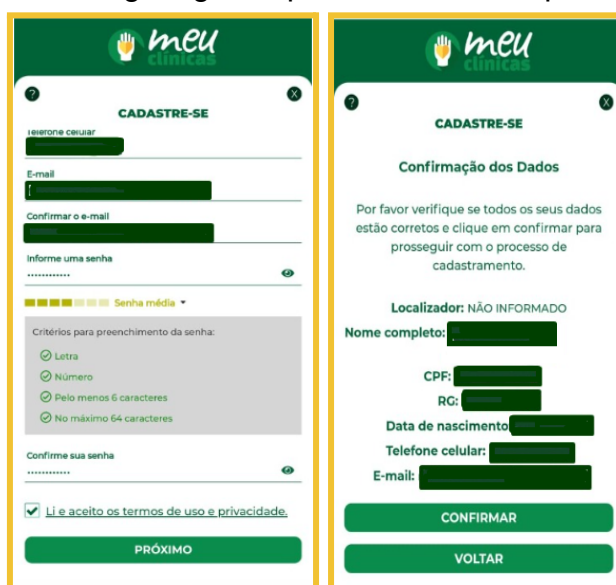 meu
clínicas
CADASTRE-SE
Telefone celular
E-mail
Confirmar o e-mail
Informe uma senha
............
Senha média
Critérios para preenchimento da senha:
Letra
Número
Pelo menos 6 caracteres
No máximo 64 caracteres
Confirme sua senha
............
Li e aceito os termos de uso e privacidade.
PRÓXIMO
meu
clínicas
? X
CADASTRE-SE
Confirmação dos Dados
Por favor verifique se todos os seus dados
estão corretos e clique em confirmar para
prosseguir com o processo de
cadastramento.
Localizador: NÃO INFORMADO
Nome completo:
CPF:
RG:
Data de nascimento
Telefone celular:
E-mail:
CONFIRMAR
VOLTAR